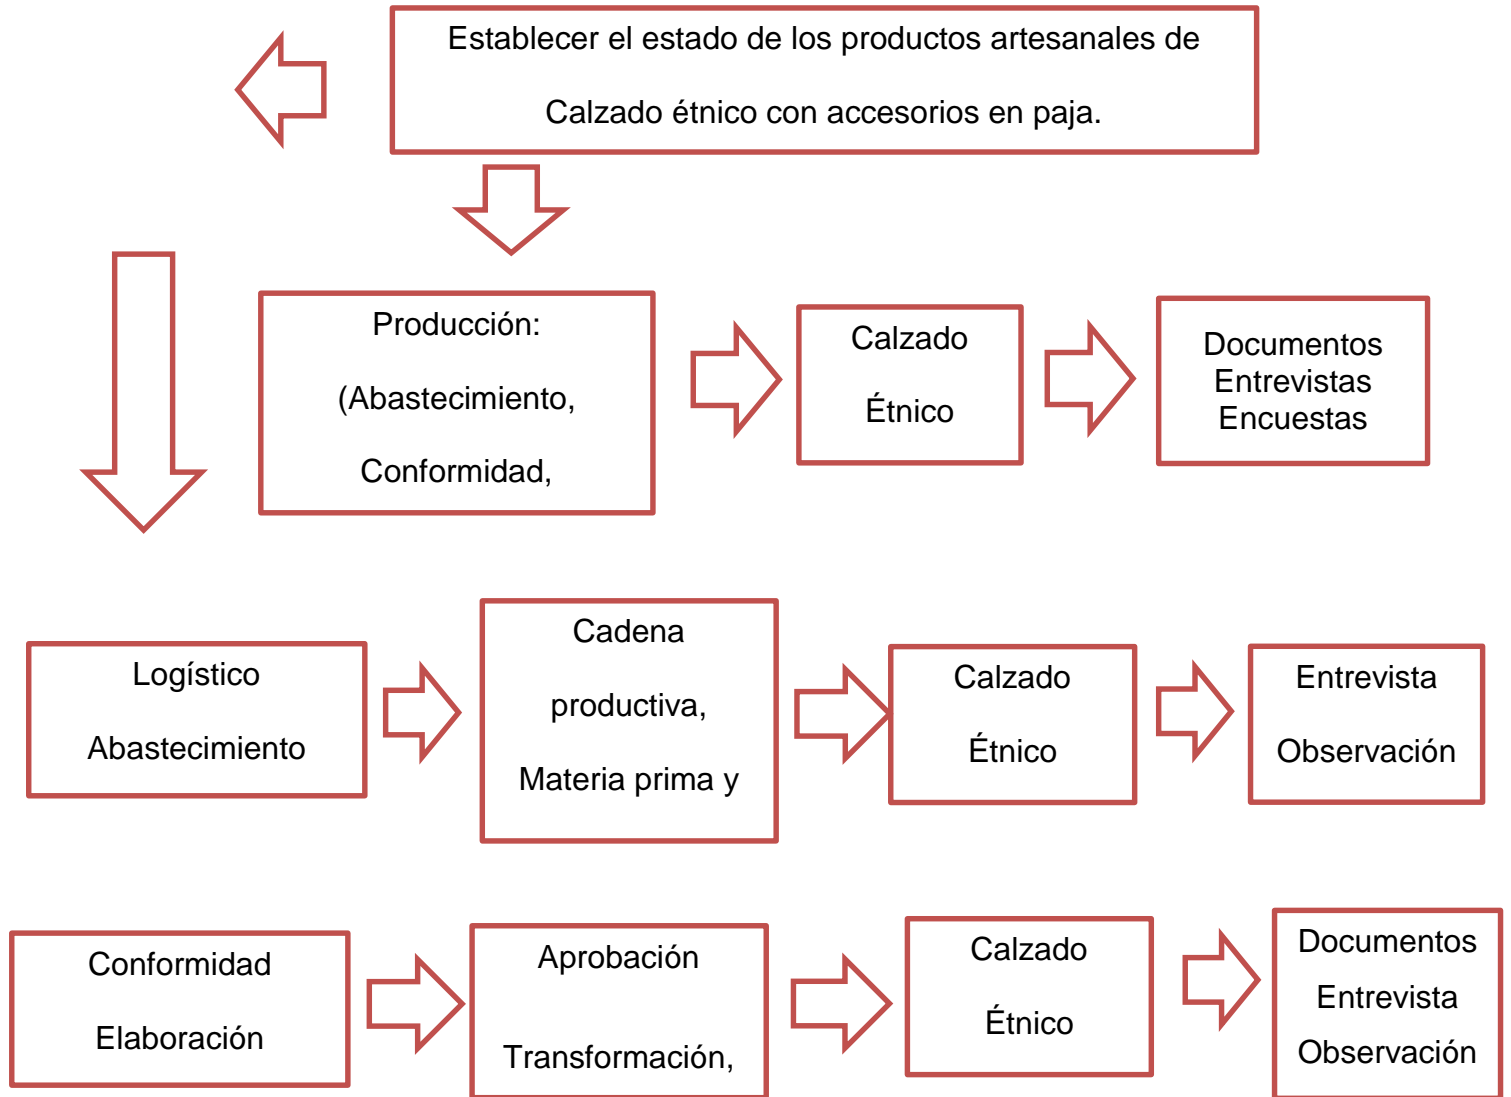 Establecer el estado de los productos artesanales de
Calzado étnico con accesorios en paja.
Producción:
(Abastecimiento,
Conformidad,
Calzado
Étnico
Documentos
Entrevistas
Encuestas
Logístico
Abastecimiento
Cadena
productiva,
Materia prima y
Calzado
Étnico
Entrevista
Observación
Conformidad
Elaboración
Aprobación
Transformación,
Calzado
Étnico
Documentos
Entrevista
Observación